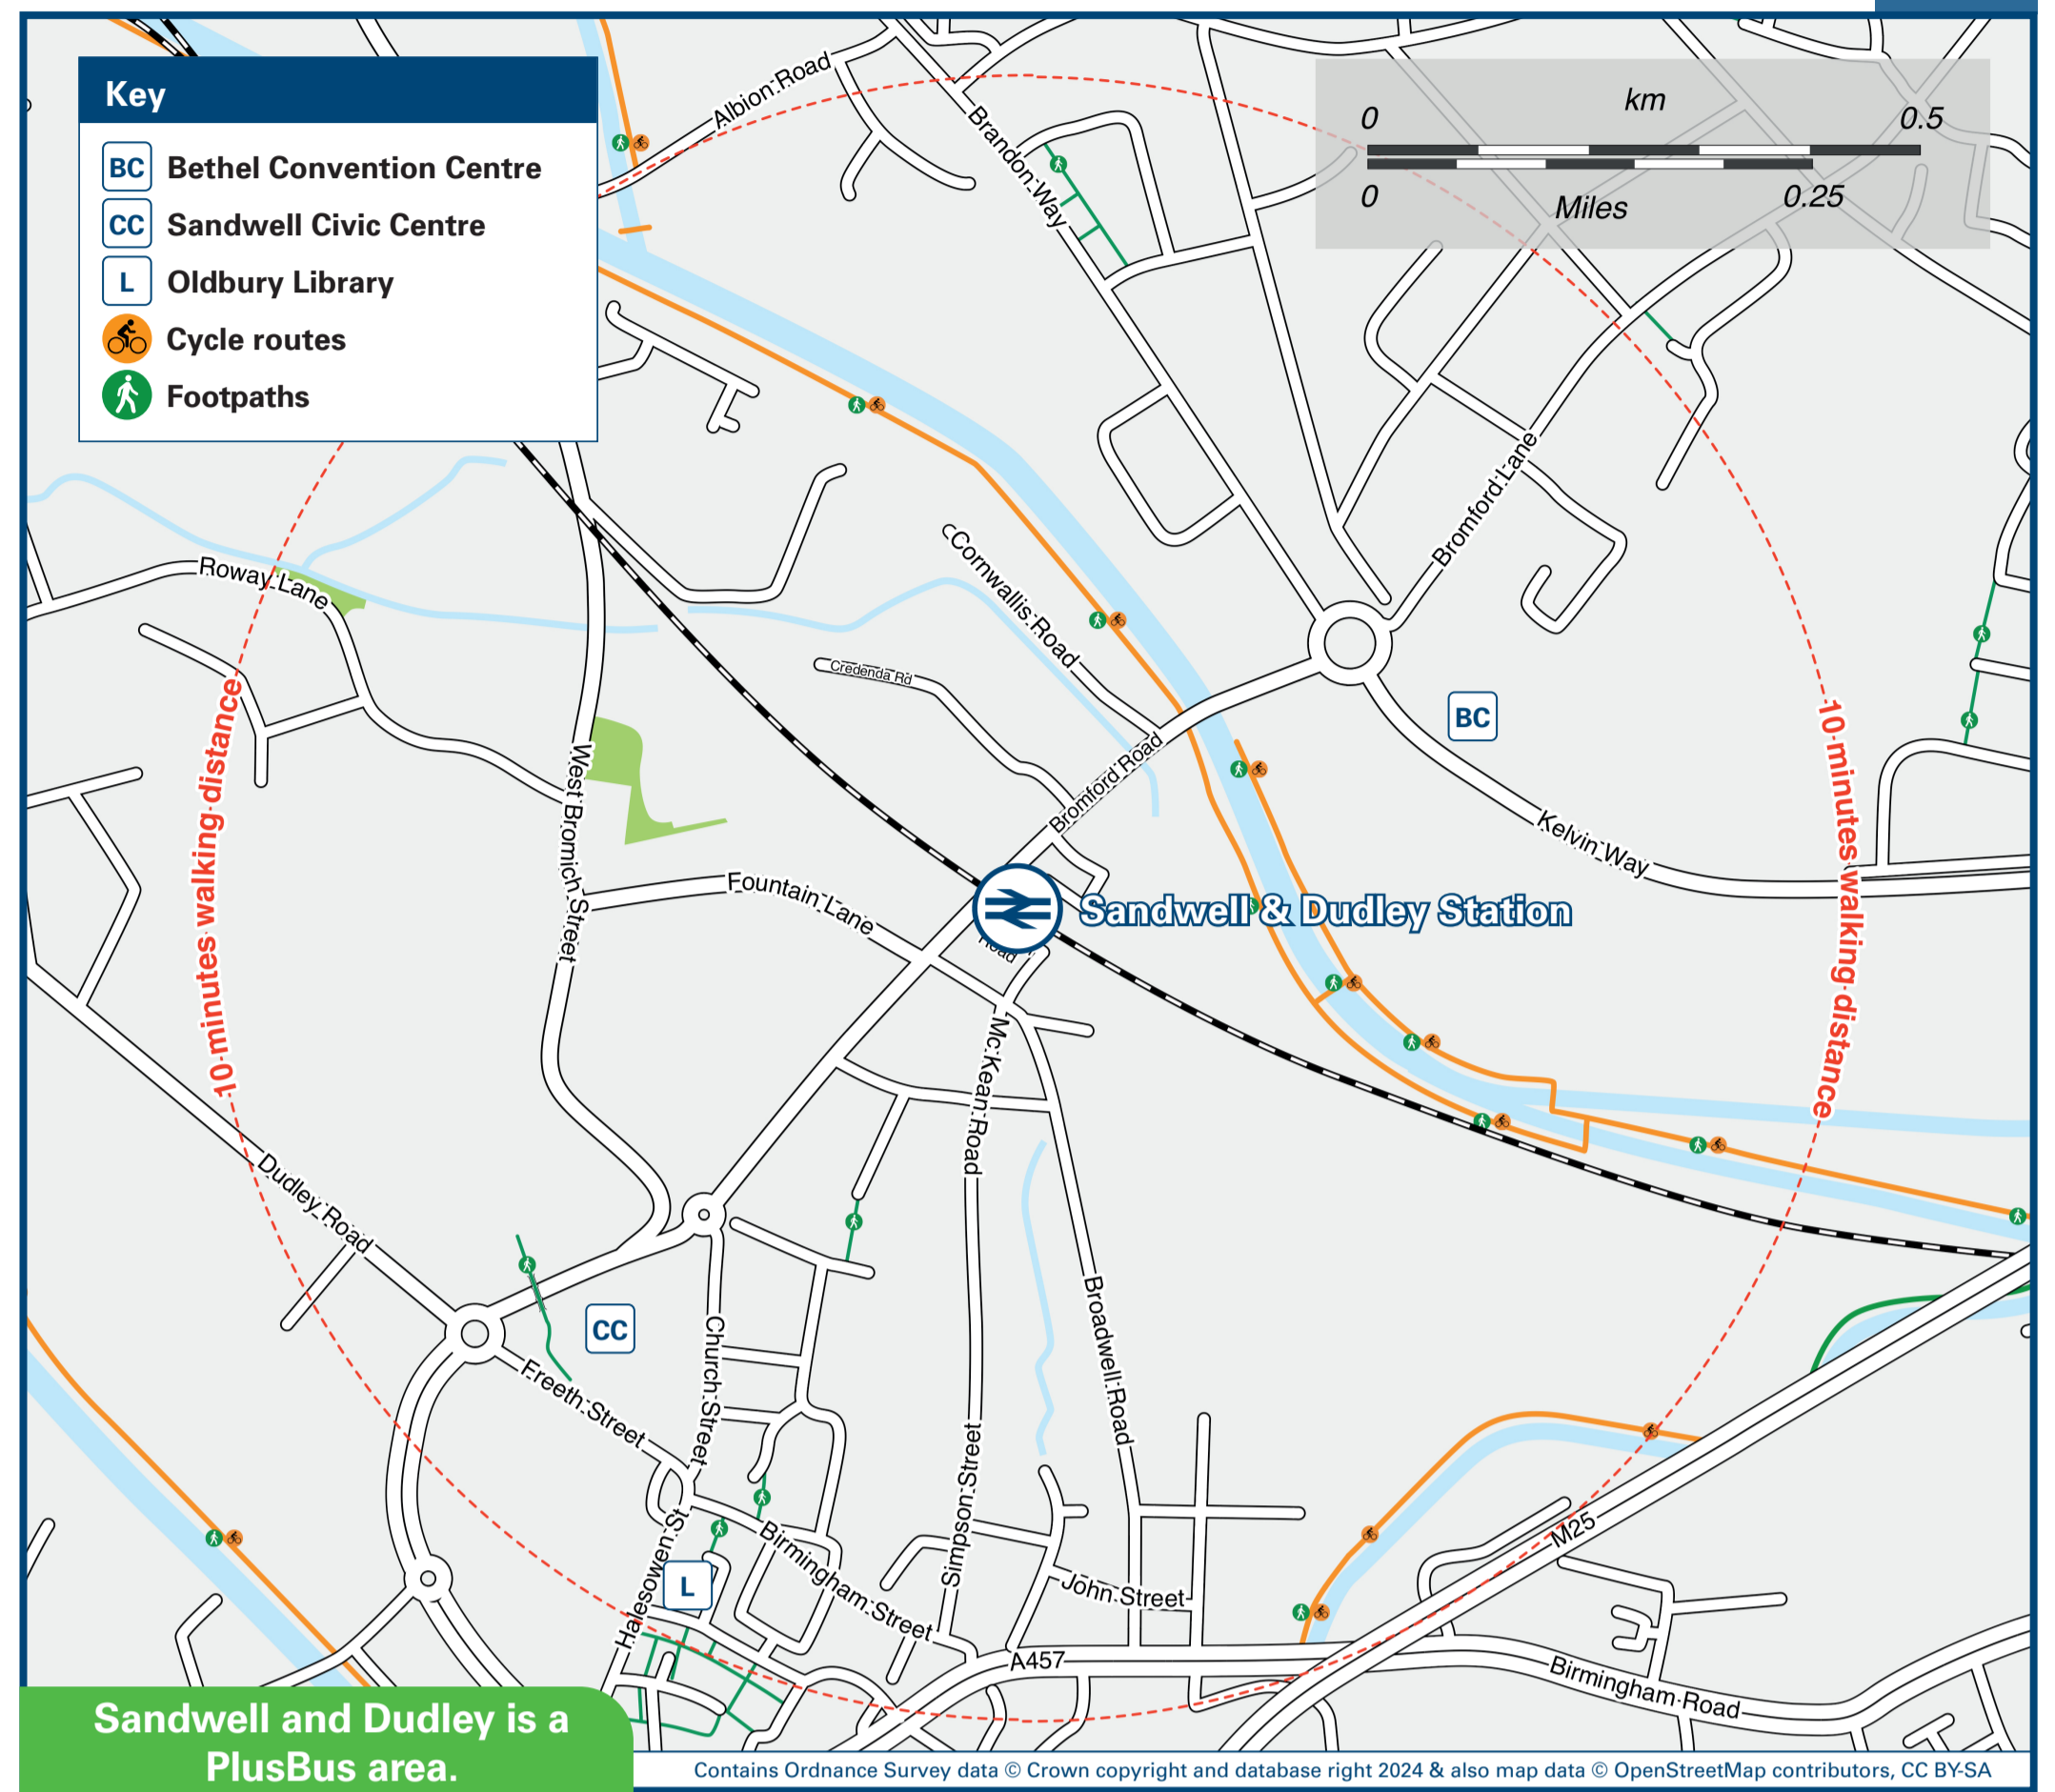 Key
BC Bethel Convention Centre
CC Sandwell Civic Centre
L Oldbury Library
Cycle routes
Footpaths
km
0 0.5
0 0.25
Miles
Albion Road
Brandon Way
Bromford Lane
Roway Lane
Cornwallis Road
Credenda Rd
10 minutes walking distance
10 minutes walking distance
BC
West Bromich Street
Bromford Road
Kelvin Way
Fountain Lane
Sandwell & Dudley Station
Road
McKean Road
Dudley Road
CC
Church Street
Broadwell Road
Freeth Street
Simpson Street
Halesowen St
Birmingham Street
L
John Street
M25
A457
Birmingham Road
Sandwell and Dudley is a
PlusBus area.
Contains Ordnance Survey data © Crown copyright and database right 2024 & also map data © OpenStreetMap contributors, CC BY-SA